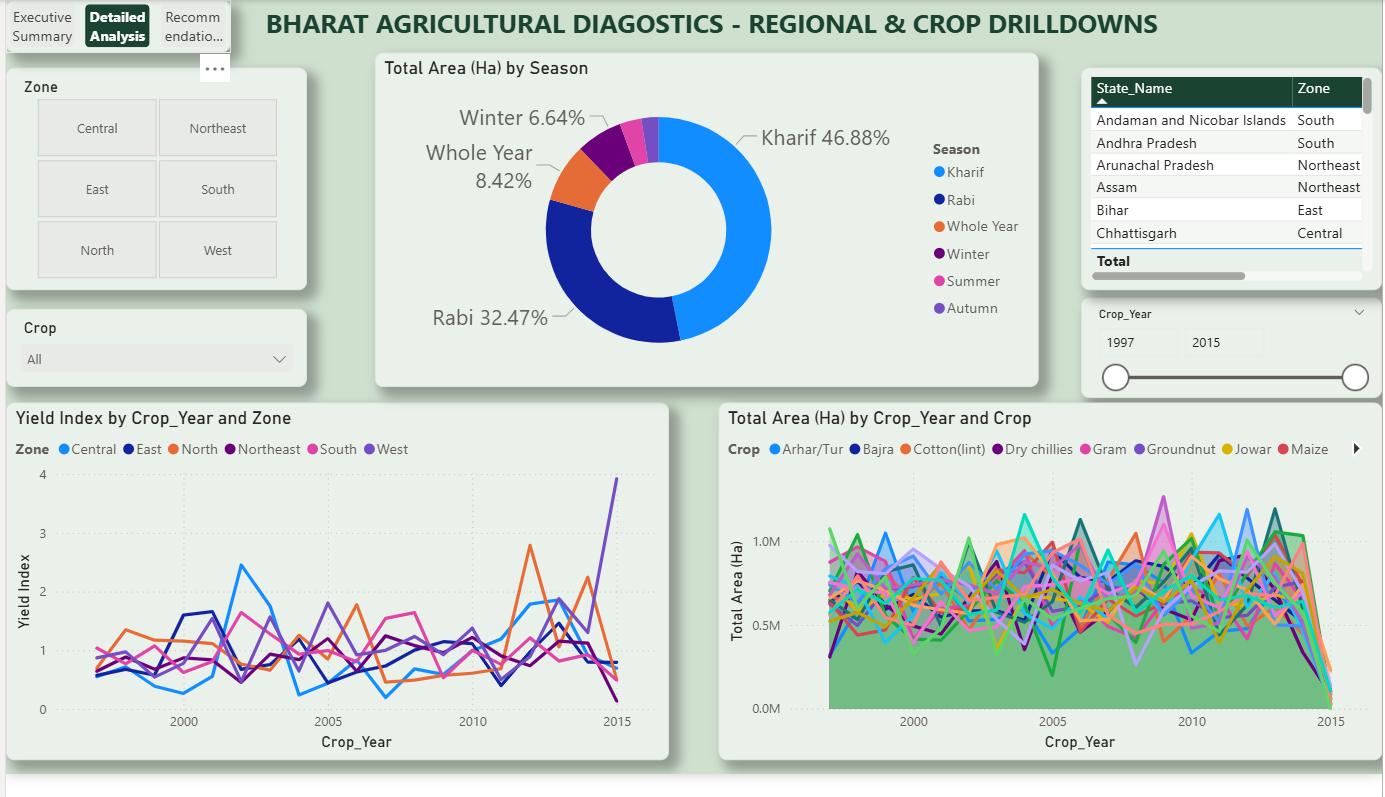 Executive
Summary
Detailed
Analysis
Recomm
endatio...
BHARAT AGRICULTURAL DIAGOSTICS - REGIONAL & CROP DRILLDOWNS
Zone
Central
Northeast
East
South
North
West
Crop
All
Total Area (Ha) by Season
Winter 6.64%
Whole Year
8.42%
Kharif 46.88%
Rabi 32.47%
Season
Kharif
Rabi
Whole Year
Winter
Summer
Autumn
State_Name Zone
Andaman and Nicobar Islands South
Andhra Pradesh South
Arunachal Pradesh Northeast
Assam Northeast
Bihar East
Chhattisgarh Central
Total
Crop_Year
1997 2015
Yield Index by Crop_Year and Zone
Zone Central East North Northeast South West
Yield Index
4
3
2
1
0
2000 2005 2010 2015
Crop_Year
Total Area (Ha) by Crop_Year and Crop
Crop Arhar/Tur Bajra Cotton(lint) Dry chillies Gram Groundnut Jowar Maize
Total Area (Ha)
1.0M
0.5M
0.0M
2000 2005 2010 2015
Crop_Year